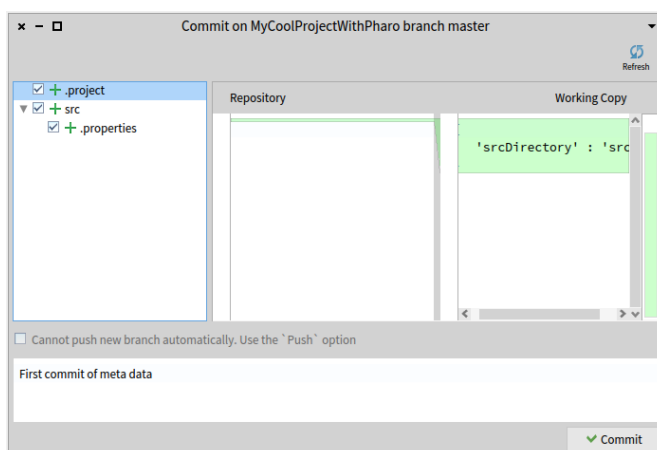 Commit on MyCoolProjectWithPharo branch master
Refresh
.project
src
.properties
Repository
Working Copy
'srcDirectory' : 'src
Cannot push new branch automatically. Use the `Push` option
First commit of meta data
Commit